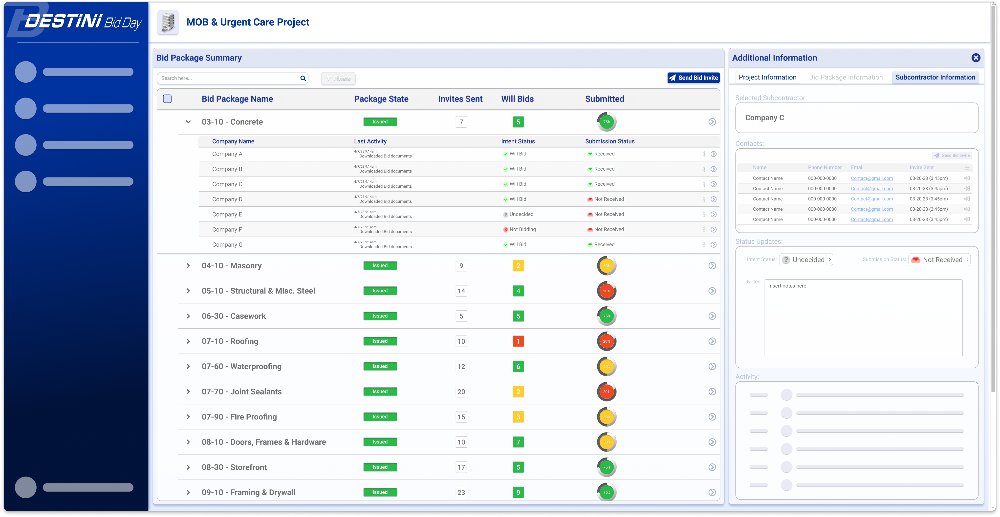 DESTiNi Bid Day
MOB & Urgent Care Project
Bid Package Summary
Search here...
Filters
Send Bid Invite
Bid Package Name Package State Invites Sent Will Bids Submitted
03-10 - Concrete Issued 7 5 75%
Company Name Last Activity Intent Status Submission Status
Company A 4/7/23 9:14am Downloaded Bid documents Will Bid Received
Company B 4/7/23 9:14am Downloaded Bid documents Will Bid Received
Company C 4/7/23 9:14am Downloaded Bid documents Will Bid Received
Company D 4/7/23 9:14am Downloaded Bid documents Will Bid Not Received
Company E 4/7/23 9:14am Downloaded Bid documents Undecided Not Received
Company F 4/7/23 9:14am Downloaded Bid documents Not Bidding Not Received
Company G 4/7/23 9:14am Downloaded Bid documents Will Bid Received
04-10 - Masonry Issued 9 2 50%
05-10 - Structural & Misc. Steel Issued 14 4 20%
06-30 - Casework Issued 5 5 75%
07-10 - Roofing Issued 10 1 20%
07-60 - Waterproofing Issued 12 6 50%
07-70 - Joint Sealants Issued 20 2 20%
07-90 - Fire Proofing Issued 15 3 50%
08-10 - Doors, Frames & Hardware Issued 10 7 50%
08-30 - Storefront Issued 17 5 75%
09-10 - Framing & Drywall Issued 23 9 75%
Additional Information
Project Information Bid Package Information Subcontractor Information
Selected Subcontractor:
Company C
Contacts:
Send Bid Invite
Name Phone Number Email Invite Sent
Contact Name 000-000-0000 Contact@gmail.com 03-20-23 (3:45pm)
Contact Name 000-000-0000 Contact@gmail.com 03-20-23 (3:45pm)
Contact Name 000-000-0000 Contact@gmail.com 03-20-23 (3:45pm)
Contact Name 000-000-0000 Contact@gmail.com 03-20-23 (3:45pm)
Contact Name 000-000-0000 Contact@gmail.com 03-20-23 (3:45pm)
Status Updates:
Intent Status: Undecided Submission Status: Not Received
Notes: Insert notes here
Activity: